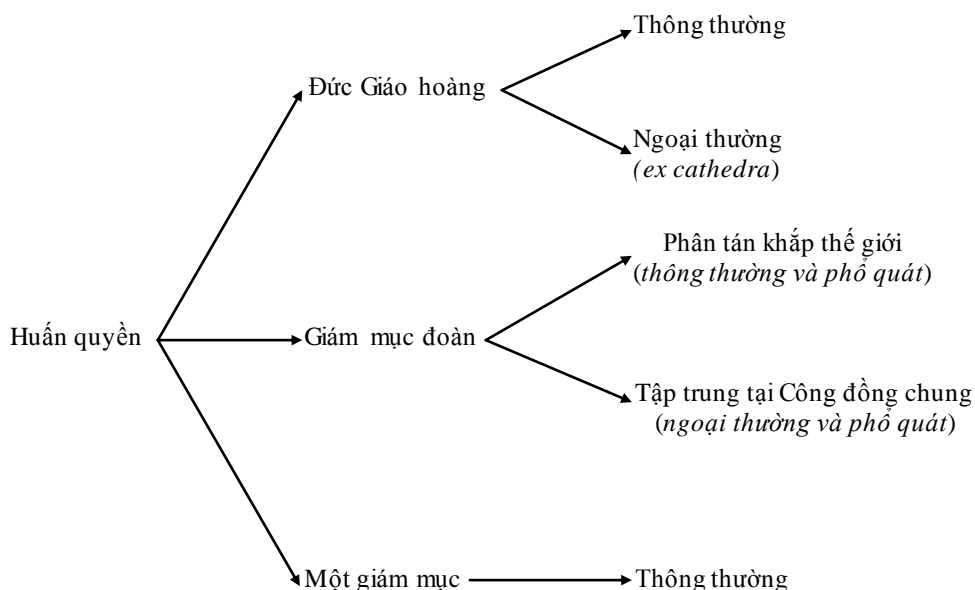 Thông thường
Đức Giáo hoàng
Ngoại thường
(ex cathedra)
Phân tán khắp thế giới
(thông thường và phổ quát)
Huấn quyền
Giám mục đoàn
Tập trung tại Công đồng chung
(ngoại thường và phổ quát)
Một giám mục
Thông thường